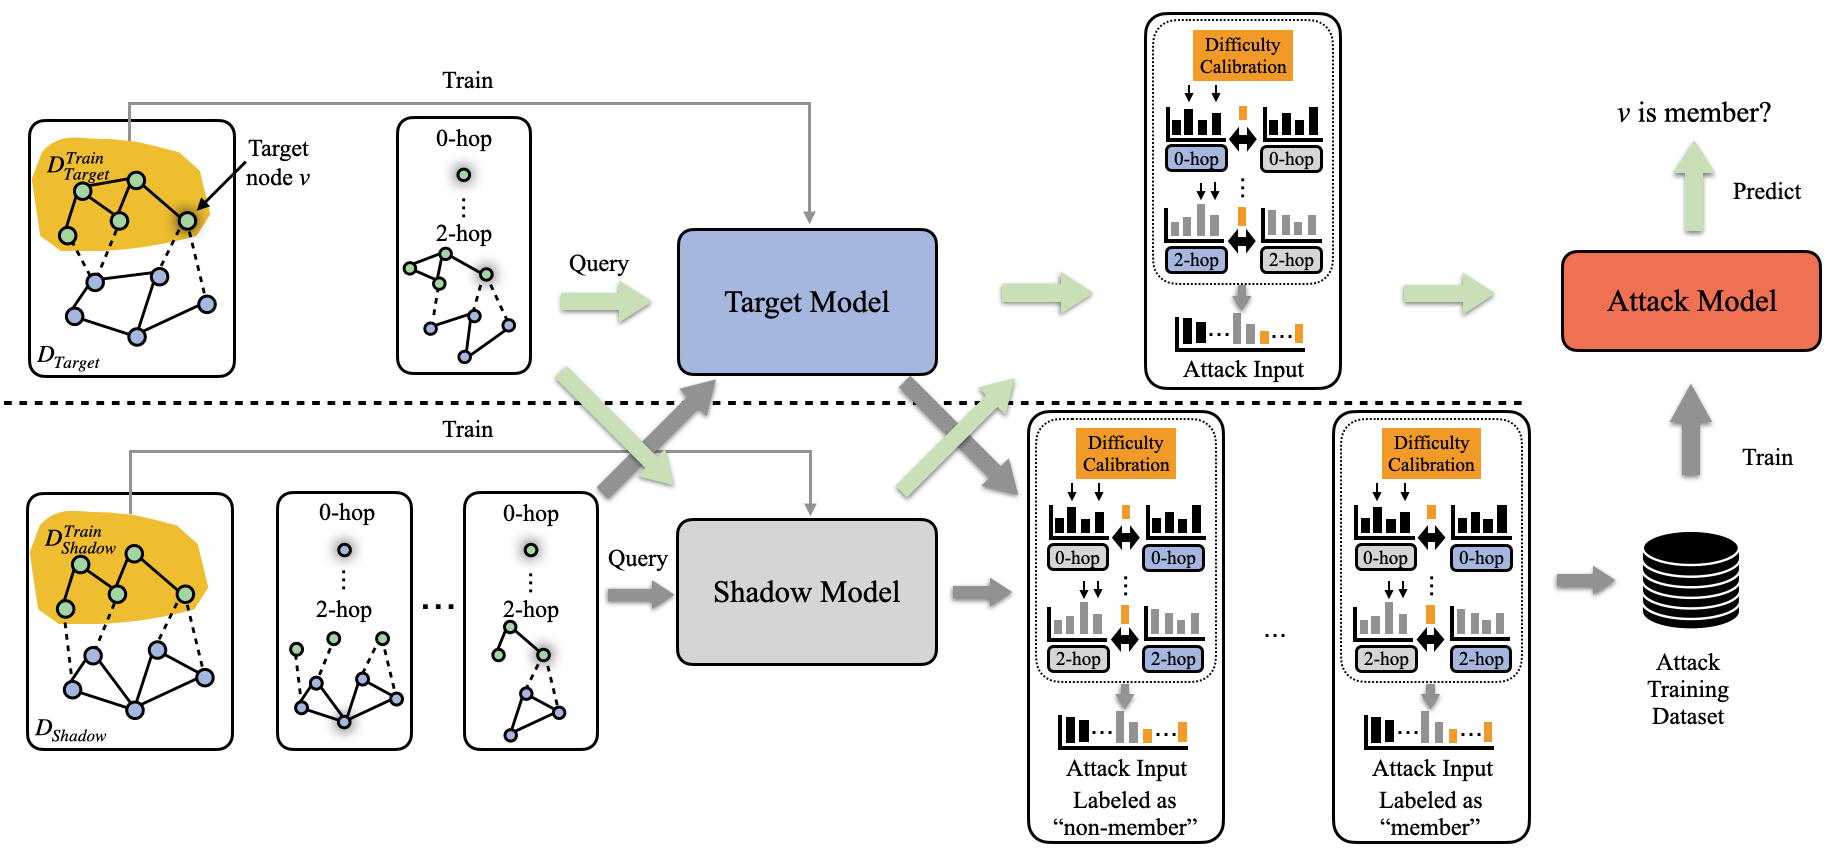 Train
D^{Train}_{Target}
Target
node v
D_{Target}
0-hop
2-hop
Query
Target Model
Difficulty
Calibration
0-hop
0-hop
2-hop
2-hop
Attack Input
v is member?
Predict
Attack Model
Train
D^{Train}_{Shadow}
D_{Shadow}
0-hop
2-hop
...
0-hop
2-hop
Query
Shadow Model
Difficulty
Calibration
0-hop
0-hop
2-hop
2-hop
Attack Input
Labeled as
“non-member”
...
Difficulty
Calibration
0-hop
0-hop
2-hop
2-hop
Attack Input
Labeled as
“member”
Train
Attack
Training
Dataset